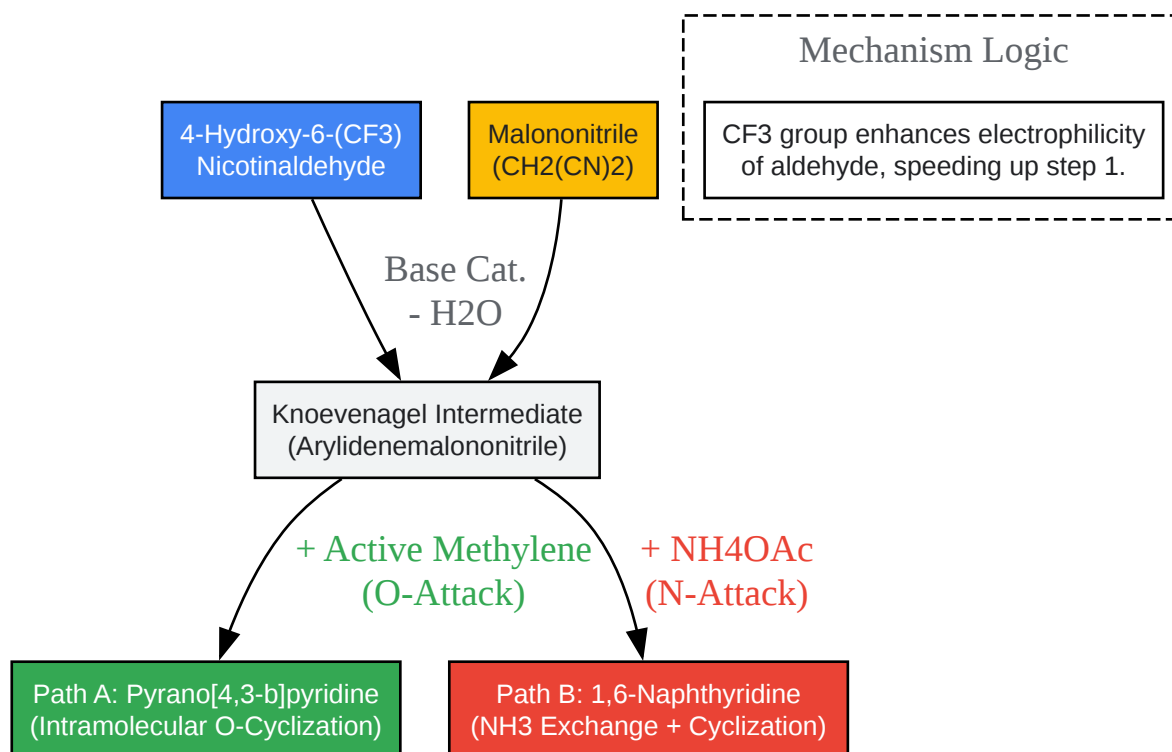 Mechanism Logic
4-Hydroxy-6-(CF3)
Nicotinaldehyde
Malononitrile
(CH2(CN)2)
CF3 group enhances electrophilicity
of aldehyde, speeding up step 1.
Base Cat.
- H2O
Knoevenagel Intermediate
(Arylidenemalononitrile)
+ Active Methylene
(O-Attack)
+ NH4OAc
(N-Attack)
Path A: Pyrano[4,3-b]pyridine
(Intramolecular O-Cyclization)
Path B: 1,6-Naphthyridine
(NH3 Exchange + Cyclization)